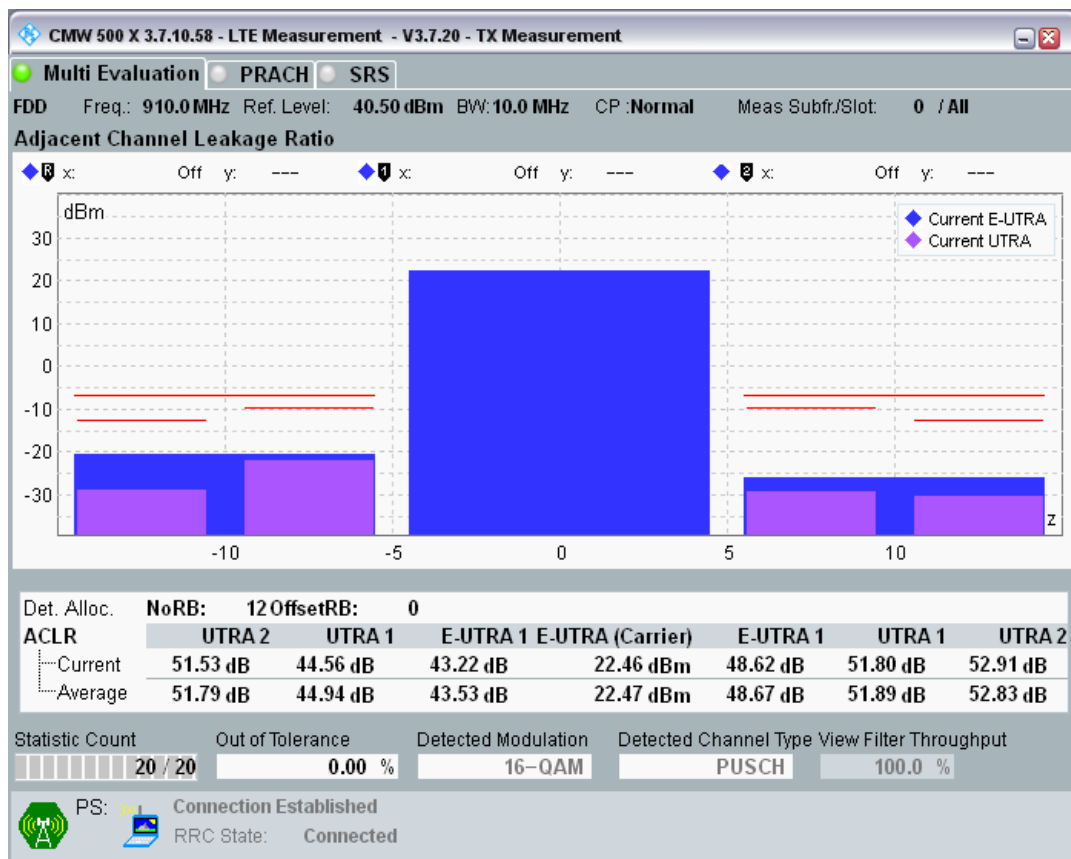 CMW 500 X 3.7.10.58 - LTE Measurement - V3.7.20 - TX Measurement
Multi Evaluation PRACH SRS
FDD Freq.: 910.0 MHz Ref. Level: 40.50 dBm BW: 10.0 MHz CP :Normal Meas Subfr./Slot: 0 / All
Adjacent Channel Leakage Ratio
R x: Off y: --- 1 x: Off y: --- 2 x: Off y: ---
dBm
Current E-UTRA
Current UTRA
30
20
10
0
-10
-20
-30
z
-10 -5 0 5 10
Det. Alloc. NoRB: 12 OffsetRB: 0
ACLR UTRA 2 UTRA 1 E-UTRA 1 E-UTRA (Carrier) E-UTRA 1 UTRA 1 UTRA 2
Current 51.53 dB 44.56 dB 43.22 dB 22.46 dBm 48.62 dB 51.80 dB 52.91 dB
Average 51.79 dB 44.94 dB 43.53 dB 22.47 dBm 48.67 dB 51.89 dB 52.83 dB
Statistic Count Out of Tolerance Detected Modulation Detected Channel Type View Filter Throughput
20 / 20 0.00 % 16-QAM PUSCH 100.0 %
PS: Connection Established
RRC State: Connected